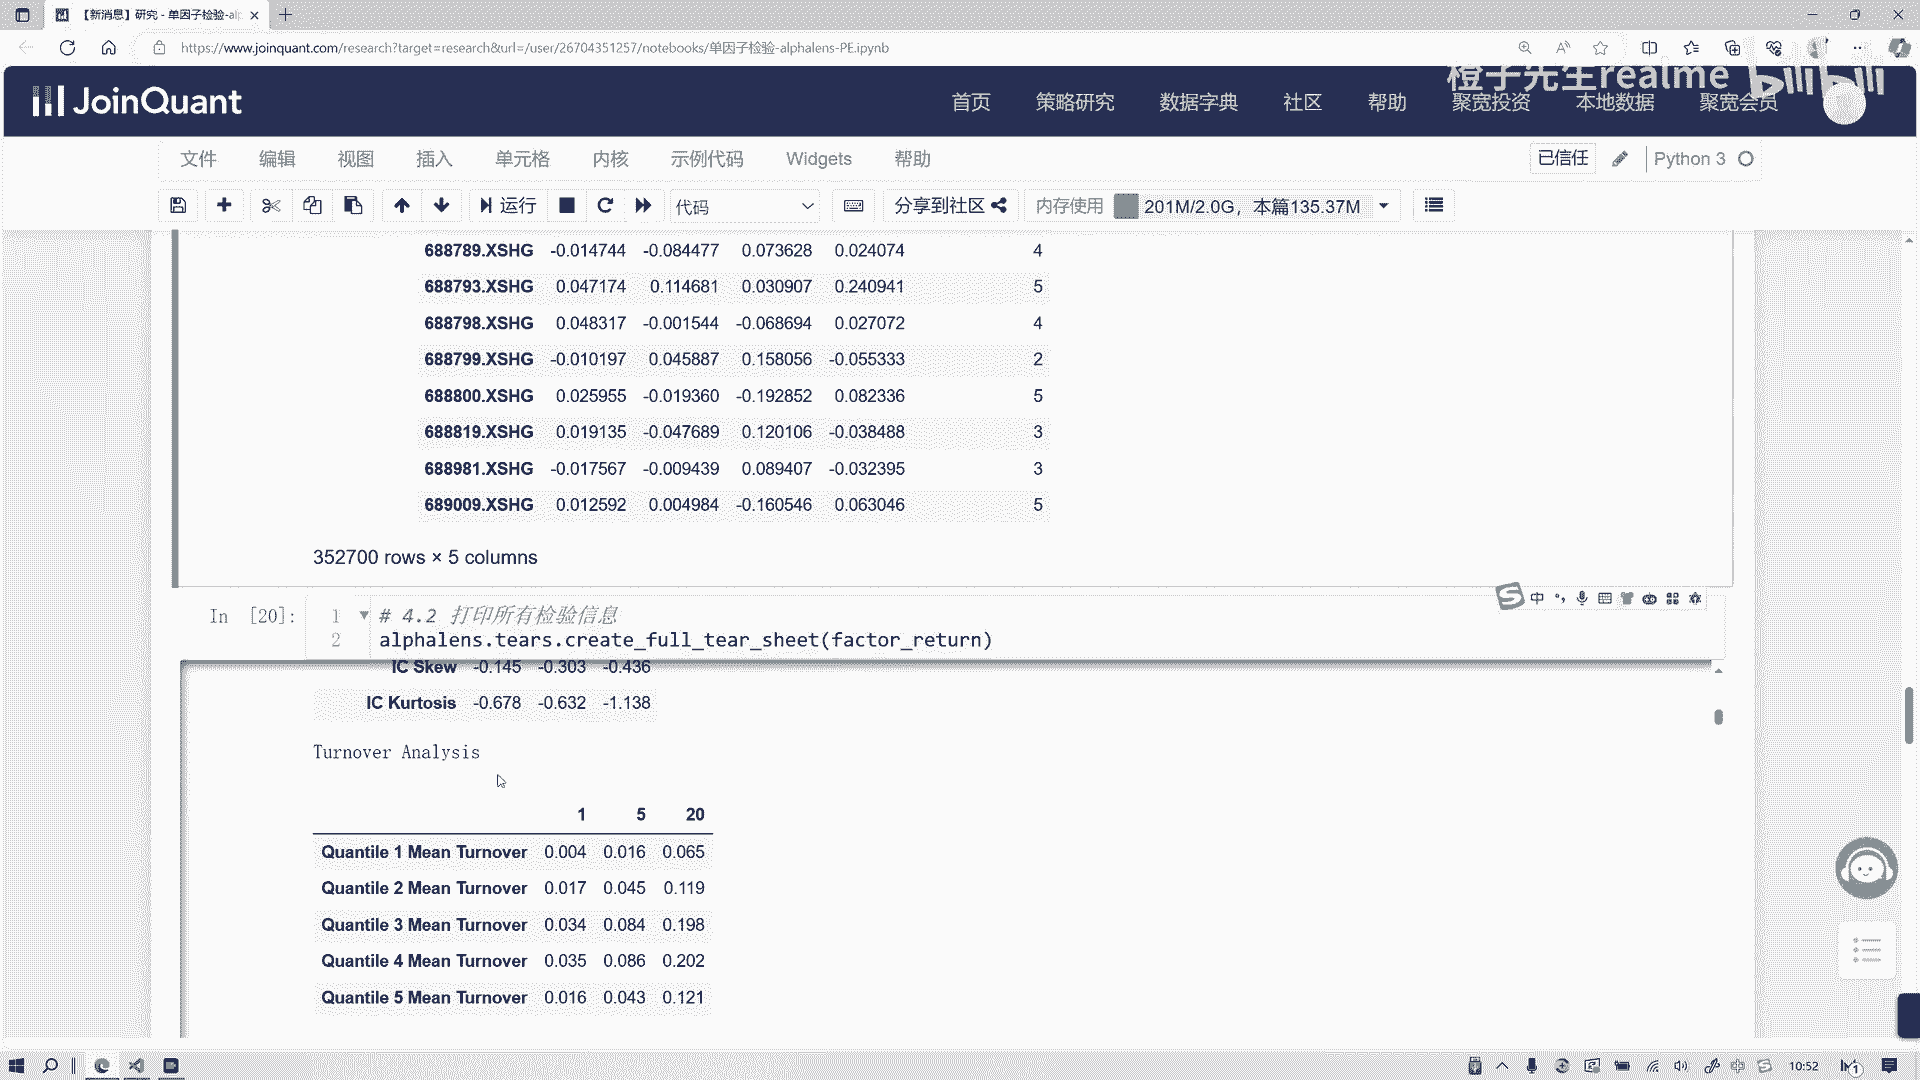 【新消息】研究 - 单因子检验-al
https://www.joinquant.com/research?target=research&url=/user/26704351257/notebooks/单因子检验-alphalens-PE.ipynb
橙子先生realme bilibili
JoinQuant 首页 策略研究 数据字典 社区 帮助 聚宽投资 本地数据 聚宽会员
文件 编辑 视图 插入 单元格 内核 示例代码 Widgets 帮助 已信任 Python 3
运行 代码 分享到社区 内存使用 201M/2.0G，本篇135.37M
688789.XSHG -0.014744 -0.084477 0.073628 0.024074 4
688793.XSHG 0.047174 0.114681 0.030907 0.240941 5
688798.XSHG 0.048317 -0.001544 -0.068694 0.027072 4
688799.XSHG -0.010197 0.045887 0.158056 -0.055333 2
688800.XSHG 0.025955 -0.019360 -0.192852 0.082336 5
688819.XSHG 0.019135 -0.047689 0.120106 -0.038488 3
688981.XSHG -0.017567 -0.009439 0.089407 -0.032395 3
689009.XSHG 0.012592 0.004984 -0.160546 0.063046 5
352700 rows × 5 columns
In [20]: 1 # 4.2 打印所有检验信息
2 alphalens.tears.create_full_tear_sheet(factor_return)
中
IC Skew -0.145 -0.303 -0.436
IC Kurtosis -0.678 -0.632 -1.138
Turnover Analysis
1 5 20
Quantile 1 Mean Turnover 0.004 0.016 0.065
Quantile 2 Mean Turnover 0.017 0.045 0.119
Quantile 3 Mean Turnover 0.034 0.084 0.198
Quantile 4 Mean Turnover 0.035 0.086 0.202
Quantile 5 Mean Turnover 0.016 0.043 0.121
10:52